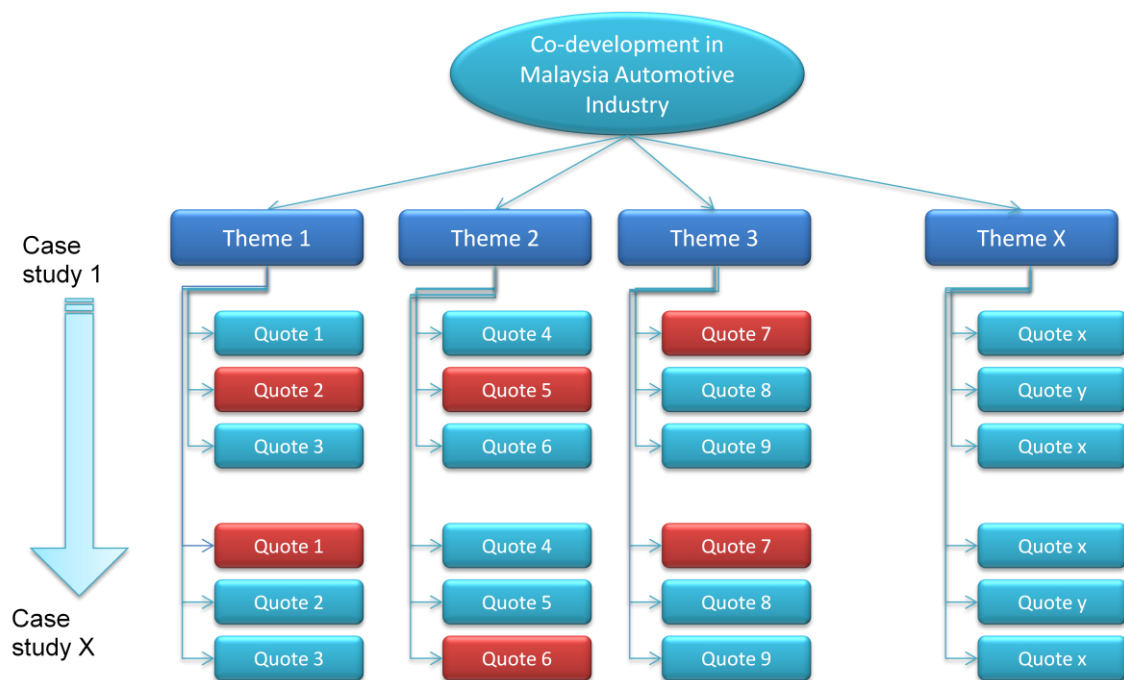 Co-development in
Malaysia Automotive
Industry
Theme 1
Theme 2
Theme 3
Theme X
Case
study 1
Quote 1
Quote 4
Quote 7
Quote x
Quote 2
Quote 5
Quote 8
Quote y
Quote 3
Quote 6
Quote 9
Quote x
Quote 1
Quote 4
Quote 7
Quote x
Quote 2
Quote 5
Quote 8
Quote y
Case
study X
Quote 3
Quote 6
Quote 9
Quote x